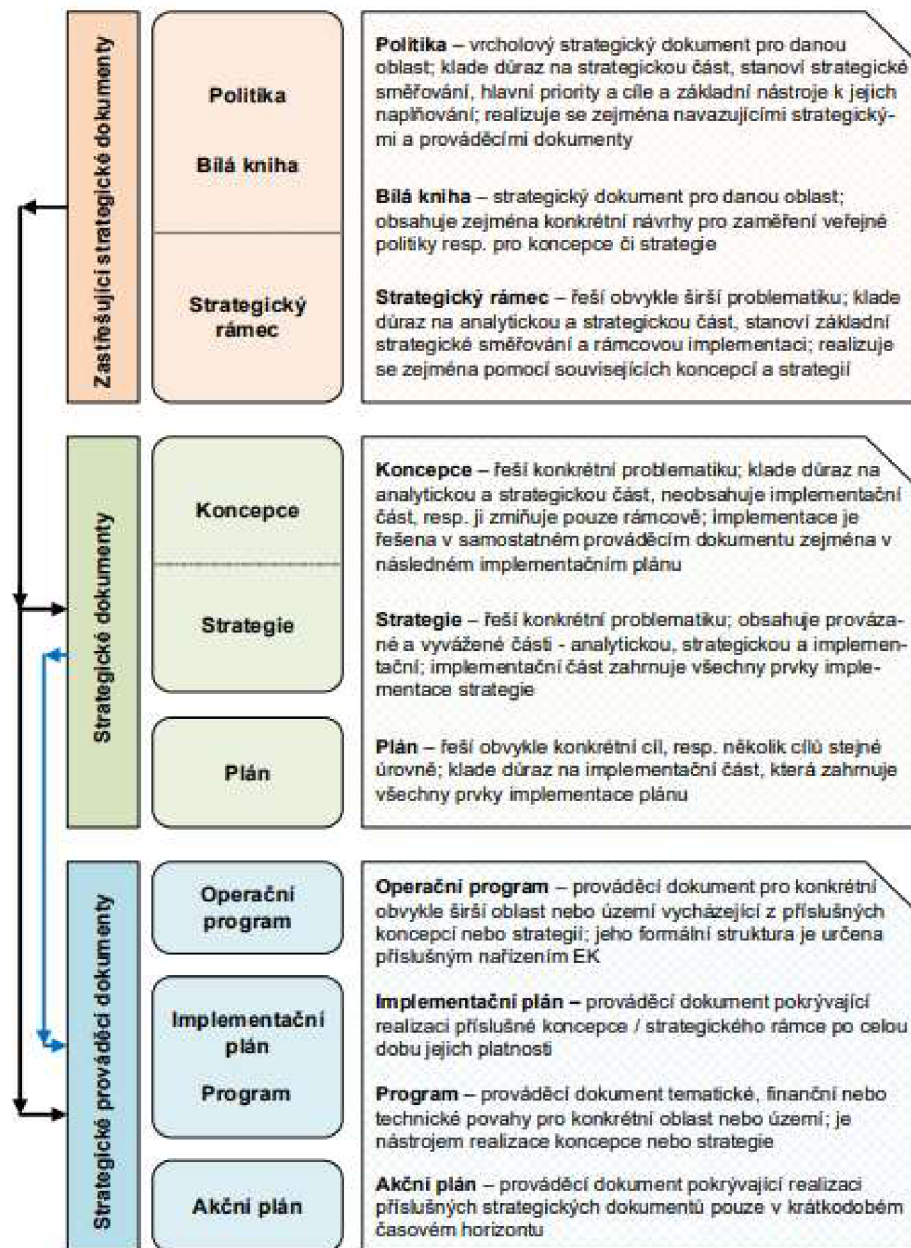 Zastřešující strategické dokumenty
Politika
Bílá kniha
Strategický
rámec
Politika – vrcholový strategický dokument pro danou
oblast; klade důraz na strategickou část, stanoví strategické
směřování, hlavní priority a cíle a základní nástroje k jejich
naplňování; realizuje se zejména navazujícími strategický-
mi a prováděcími dokumenty
Bílá kniha – strategický dokument pro danou oblast;
obsahuje zejména konkrétní návrhy pro zaměření veřejné
politiky resp. pro koncepce či strategie
Strategický rámec – řeší obvykle širší problematiku; klade
důraz na analytickou a strategickou část, stanoví základní
strategické směřování a rámcovou implementaci; realizuje
se zejména pomocí souvisejících koncepcí a strategií
Strategické dokumenty
Koncepce
Strategie
Plán
Koncepce – řeší konkrétní problematiku; klade důraz na
analytickou a strategickou část, neobsahuje implementační
část, resp. ji zmiňuje pouze rámcově; implementace je
řešena v samostatném prováděcím dokumentu zejména v
následném implementačním plánu
Strategie – řeší konkrétní problematiku; obsahuje prováza-
né a vyvážené části - analytickou, strategickou a implemen-
tační; implementační část zahrnuje všechny prvky imple-
mentace strategie
Plán – řeší obvykle konkrétní cíl, resp. několik cílů stejné
úrovně; klade důraz na implementační část, která zahrnuje
všechny prvky implementace plánu
Strategické prováděcí dokumenty
Operační
program
Implementační
plán
Program
Akční plán
Operační program – prováděcí dokument pro konkrétní
obvykle širší oblast nebo území vycházející z příslušných
koncepcí nebo strategií; jeho formální struktura je určena
příslušným nařízením EK
Implementační plán – prováděcí dokument pokrývající
realizaci příslušné koncepce / strategického rámce po celou
dobu jejich platnosti
Program – prováděcí dokument tematické, finanční nebo
technické povahy pro konkrétní oblast nebo území; je
nástrojem realizace koncepce nebo strategie
Akční plán – prováděcí dokument pokrývající realizaci
příslušných strategických dokumentů pouze v krátkodobém
časovém horizontu